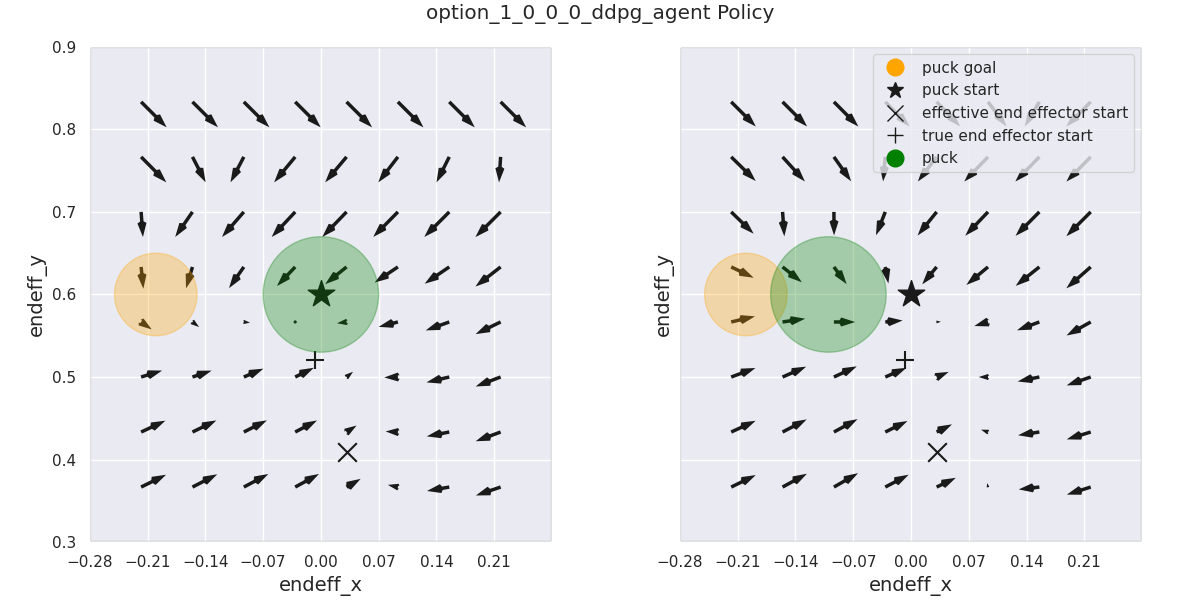 option_1_0_0_0_ddpg_agent Policy
endeff_y
0.9
0.8
0.7
0.6
0.5
0.4
0.3
−0.28 −0.21 −0.14 −0.07 0.00 0.07 0.14 0.21
endeff_x
endeff_y
puck goal
puck start
effective end effector start
true end effector start
puck
−0.28 −0.21 −0.14 −0.07 0.00 0.07 0.14 0.21
endeff_x